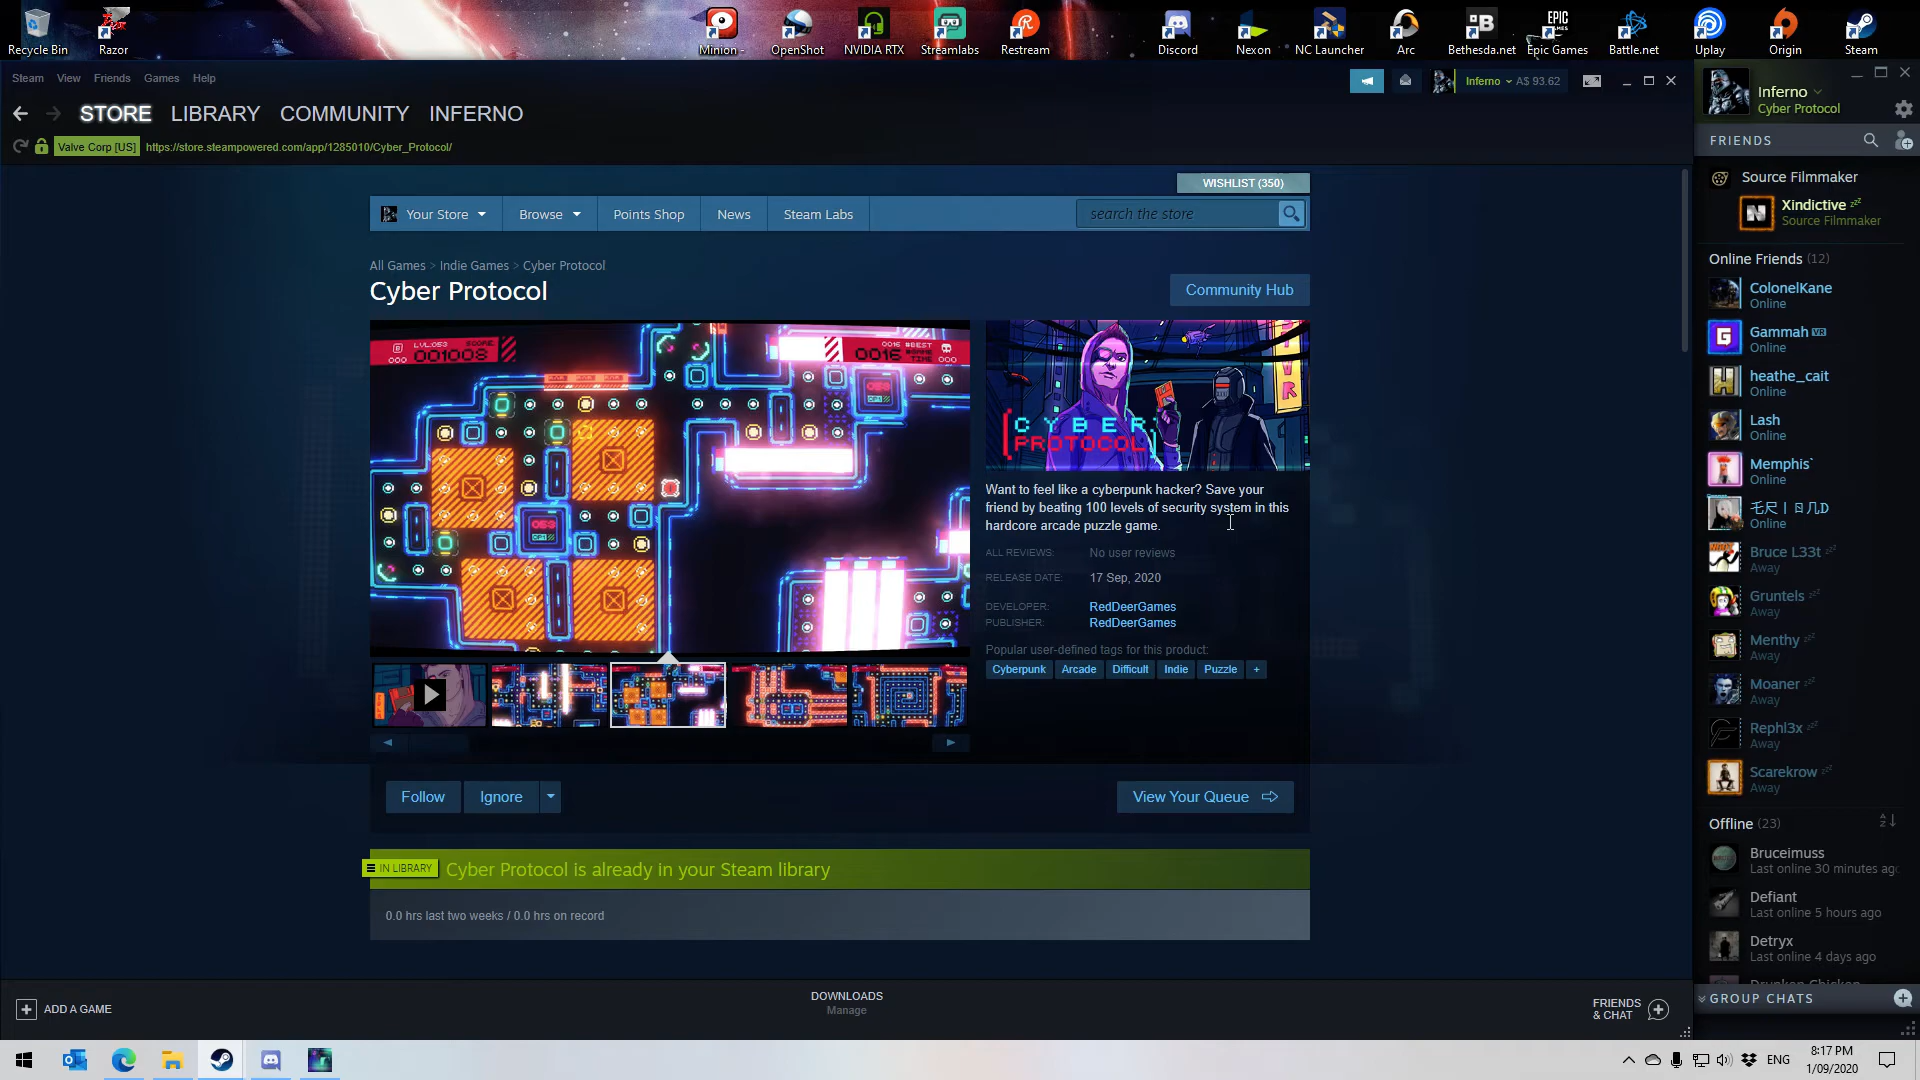 Recycle Bin
Razor
Minion -
OpenShot
NVIDIA RTX
Streamlabs
Restream
Discord
Nexon
NC Launcher
Arc
Bethesda.net
Epic Games
Battle.net
Uplay
Origin
Steam
Steam View Friends Games Help
Inferno A$ 93.62
STORE LIBRARY COMMUNITY INFERNO
Valve Corp [US] https://store.steampowered.com/app/1285010/Cyber_Protocol/
WISHLIST (350)
Your Store Browse Points Shop News Steam Labs
search the store
All Games > Indie Games > Cyber Protocol
Cyber Protocol
Community Hub
CYBER
PROTOCOL
Want to feel like a cyberpunk hacker? Save your
friend by beating 100 levels of security system in this
hardcore arcade puzzle game.
ALL REVIEWS: No user reviews
RELEASE DATE: 17 Sep, 2020
DEVELOPER: RedDeerGames
PUBLISHER: RedDeerGames
Popular user-defined tags for this product:
Cyberpunk Arcade Difficult Indie Puzzle +
Follow Ignore
View Your Queue
IN LIBRARY Cyber Protocol is already in your Steam library
0.0 hrs last two weeks / 0.0 hrs on record
ADD A GAME
DOWNLOADS
Manage
FRIENDS
& CHAT
Inferno
Cyber Protocol
FRIENDS
Source Filmmaker
Xindictive
Source Filmmaker
Online Friends (12)
ColonelKane
Online
Gammah VR
Online
heathe_cait
Online
Lash
Online
Memphis`
Online
乇尺丨日几D
Online
Bruce L33t
Away
Gruntels
Away
Menthy
Away
Moaner
Away
Rephl3x
Away
Scarekrow
Away
Offline (23)
Bruceimuss
Last online 30 minutes ago
Defiant
Last online 5 hours ago
Detryx
Last online 4 days ago
GROUP CHATS
ENG
8:17 PM
1/09/2020